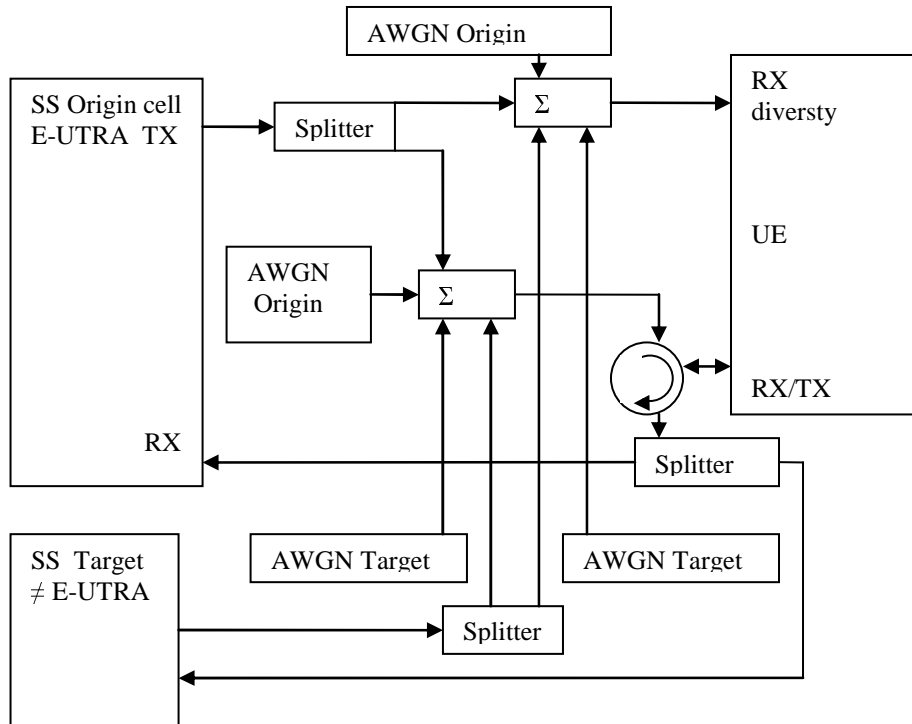 AWGN Origin
SS Origin cell
E-UTRA TX
RX
diversty
Splitter
Σ
UE
AWGN
Origin
Σ
RX/TX
RX
Splitter
AWGN Target
AWGN Target
SS Target
≠ E-UTRA
Splitter